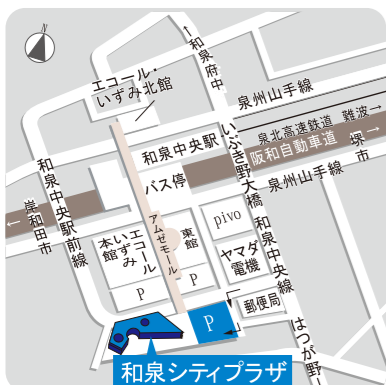 N
←和泉府中
エコール・
いずみ北館
泉州山手線
泉北高速鉄道 難波→
和泉中央駅
いぶき野大橋
阪和自動車道
堺市→
泉州山手線
バス停
和泉中央駅前線
←
岸和田市
アムゼモール
エコール
いずみ
本館
東館
pivo
和泉中央線
ヤマダ
電機
P
P
郵便局
P
はつが野
和泉シティプラザ